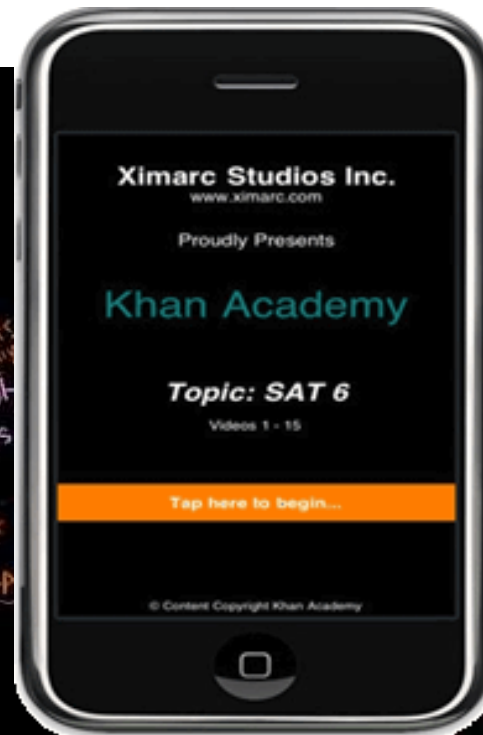 Ximarc Studios Inc.
www.ximarc.com
Proudly Presents
Khan Academy
Topic: SAT 6
Videos 1 - 15
Tap here to begin...
© Content Copyright Khan Academy